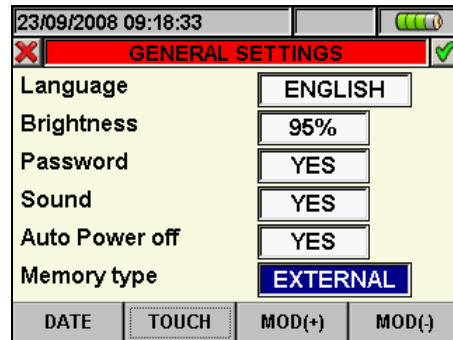 23/09/2008 09:18:33
GENERAL SETTINGS
Language ENGLISH
Brightness 95%
Password YES
Sound YES
Auto Power off YES
Memory type EXTERNAL
DATE TOUCH MOD(+) MOD(-)